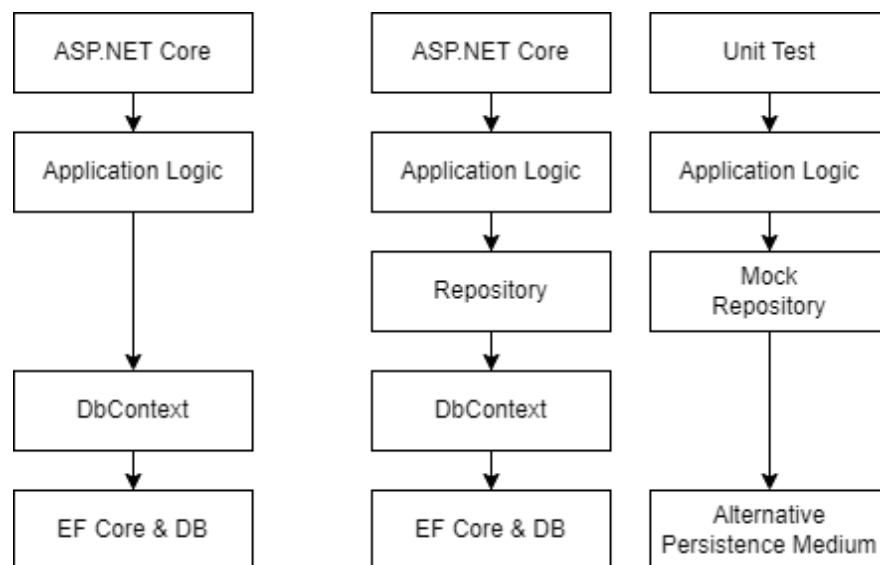 ASP.NET Core
Application Logic
DbContext
EF Core & DB
ASP.NET Core
Application Logic
Repository
DbContext
EF Core & DB
Unit Test
Application Logic
Mock
Repository
Alternative
Persistence Medium